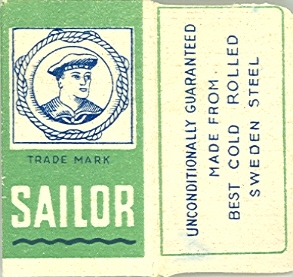 TRADE MARK
SAILOR
UNCONDITIONALLY GUARANTEED
MADE FROM
BEST COLD ROLLED
SWEDEN STEEL